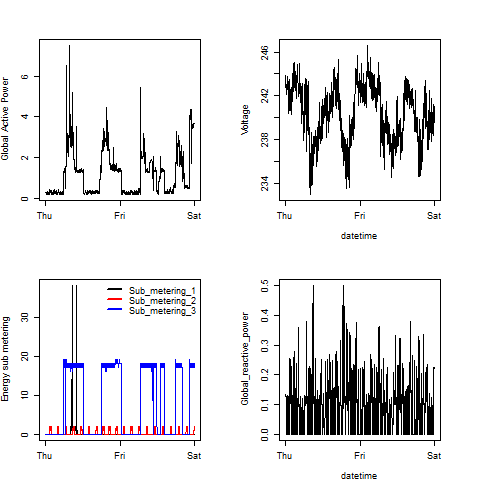 Global Active Power
6
4
2
0
Thu Fri Sat
Voltage
246
242
238
234
Thu Fri Sat
datetime
Energy sub metering
30
20
10
0
Sub_metering_1
Sub_metering_2
Sub_metering_3
Thu Fri Sat
Global_reactive_power
0.5
0.4
0.3
0.2
0.1
0.0
Thu Fri Sat
datetime